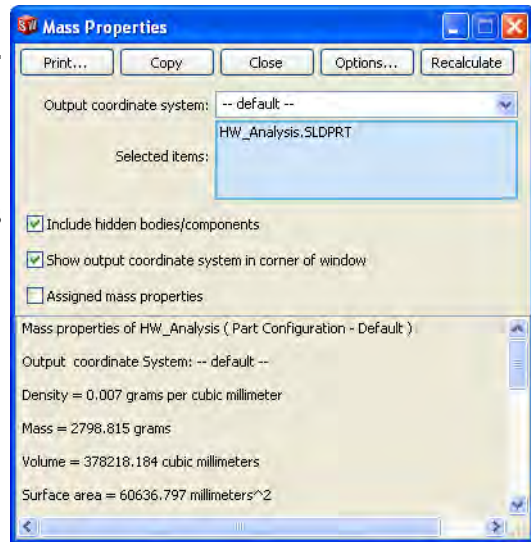 Mass Properties
Print... Copy Close Options... Recalculate
Output coordinate system: -- default --
HW_Analysis.SLDPRT
Selected items:
Include hidden bodies/components
Show output coordinate system in corner of window
Assigned mass properties
Mass properties of HW_Analysis ( Part Configuration - Default )
Output coordinate System: -- default --
Density = 0.007 grams per cubic millimeter
Mass = 2798.815 grams
Volume = 378218.184 cubic millimeters
Surface area = 60636.797 millimeters^2